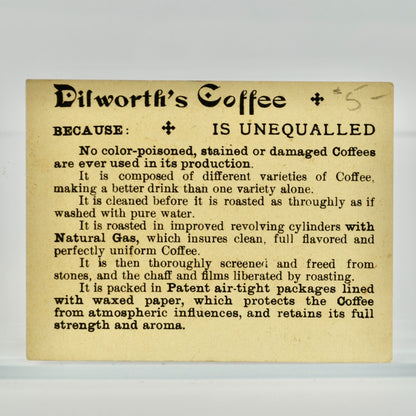 Dilworth's Coffee $5-
BECAUSE: IS UNEQUALLED
No color-poisoned, stained or damaged Coffees
are ever used in its production.
It is composed of different varieties of Coffee,
making a better drink than one variety alone.
It is cleaned before it is roasted as throughly as if
washed with pure water.
It is roasted in improved revolving cylinders with
Natural Gas, which insures clean, full flavored and
perfectly uniform Coffee.
It is then thoroughly screened and freed from
stones, and the chaff and films liberated by roasting.
It is packed in Patent air-tight packages lined
with waxed paper, which protects the Coffee
from atmospheric influences, and retains its full
strength and aroma.